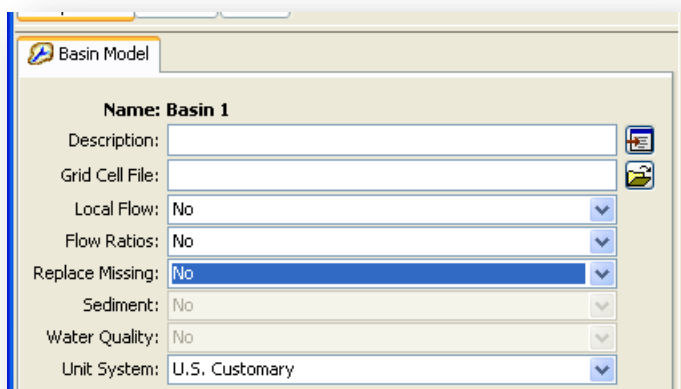 Basin Model
Name: Basin 1
Description:
Grid Cell File:
Local Flow: No
Flow Ratios: No
Replace Missing: No
Sediment: No
Water Quality: No
Unit System: U.S. Customary